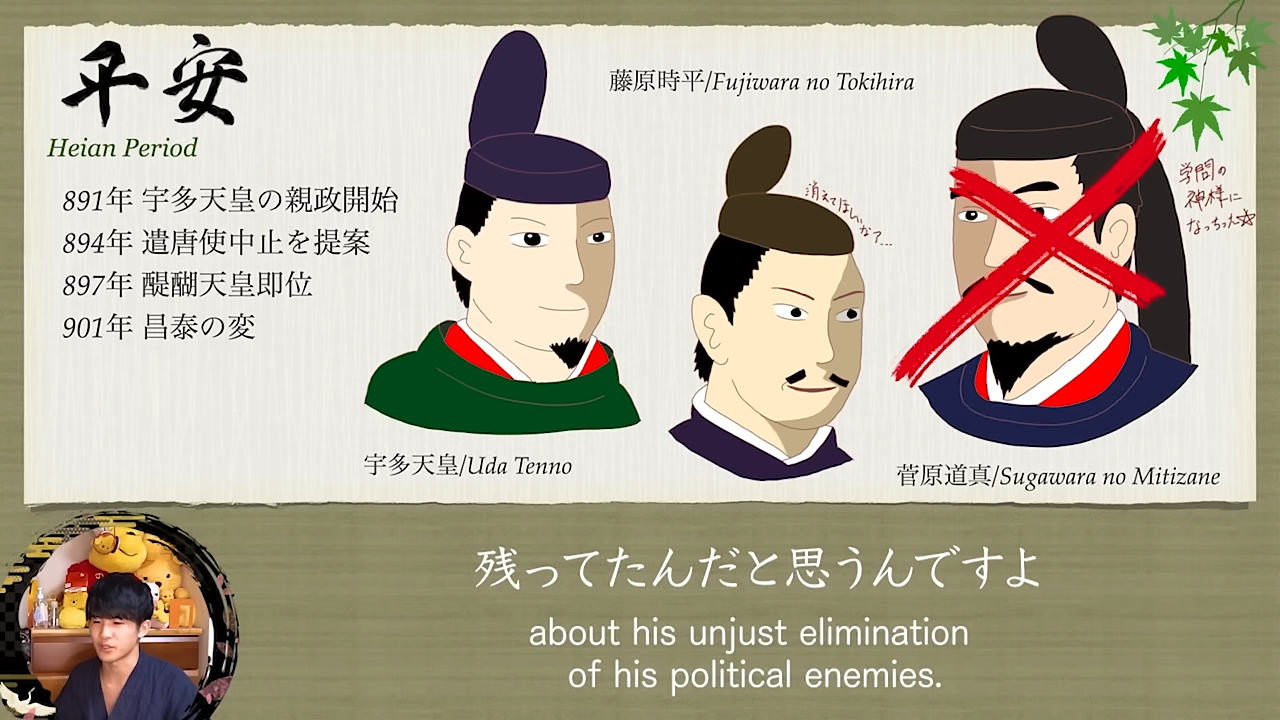 平安
Heian Period
891年 宇多天皇の親政開始
894年 遣唐使中止を提案
897年 醍醐天皇即位
901年 昌泰の変
藤原時平/Fujiwara no Tokihira
消えてほしいな?...
学問の
神様に
なっちった☆
宇多天皇/Uda Tenno
菅原道真/Sugawara no Mitizane
残ってたんだと思うんですよ
about his unjust elimination
of his political enemies.